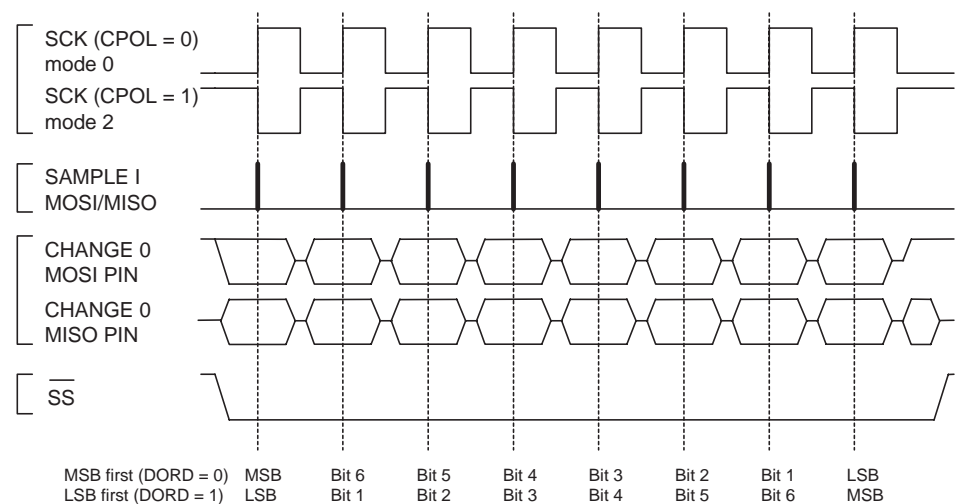 SCK (CPOL = 0)
mode 0
SCK (CPOL = 1)
mode 2
SAMPLE I
MOSI/MISO
CHANGE 0
MOSI PIN
CHANGE 0
MISO PIN
SS
MSB first (DORD = 0) MSB Bit 6 Bit 5 Bit 4 Bit 3 Bit 2 Bit 1 LSB
LSB first (DORD = 1) LSB Bit 1 Bit 2 Bit 3 Bit 4 Bit 5 Bit 6 MSB